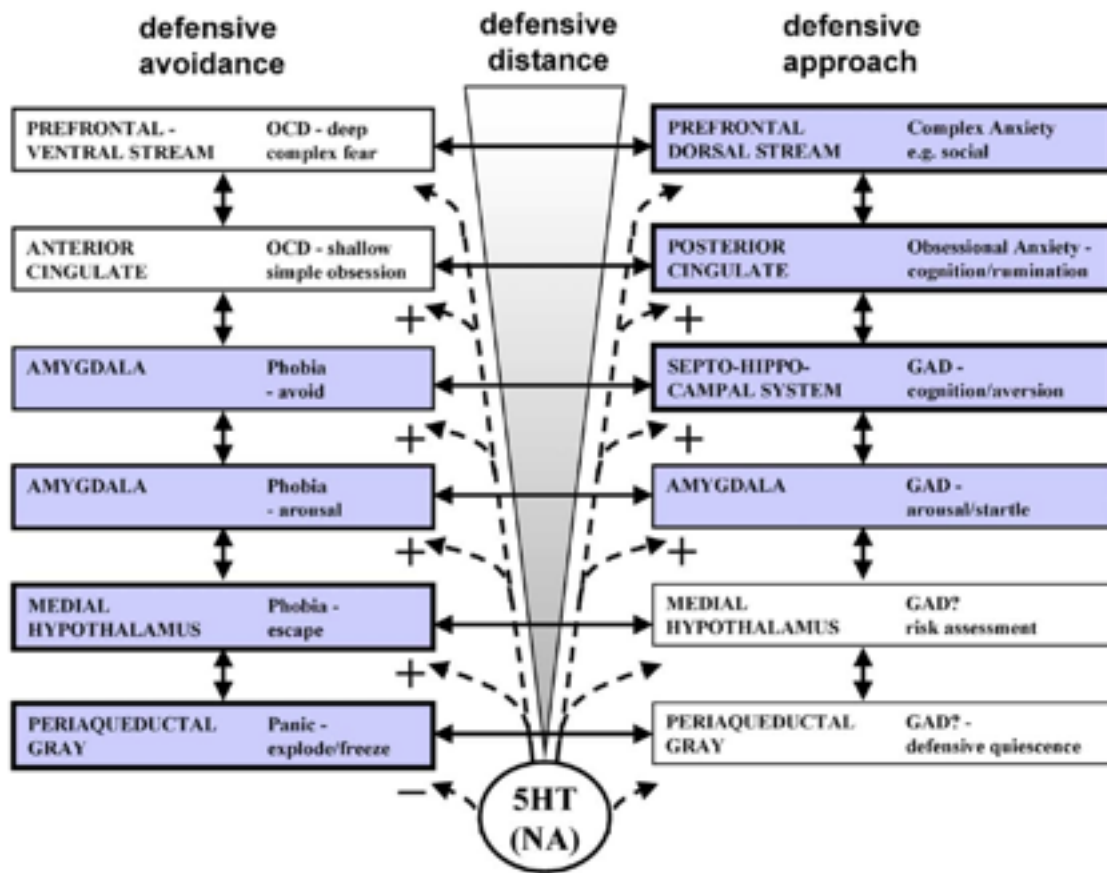 defensive avoidance
defensive distance
defensive approach
PREFRONTAL - OCD - deep
VENTRAL STREAM complex fear
PREFRONTAL Complex Anxiety
DORSAL STREAM e.g. social
ANTERIOR OCD - shallow
CINGULATE simple obsession
POSTERIOR Obsessional Anxiety -
CINGULATE cognition/rumination
+ +
AMYGDALA Phobia
- avoid
SEPTO-HIPPO- GAD -
CAMPAL SYSTEM cognition/aversion
+ +
AMYGDALA Phobia
- arousal
AMYGDALA GAD -
arousal/startle
+ +
MEDIAL Phobia -
HYPOTHALAMUS escape
MEDIAL GAD?
HYPOTHALAMUS risk assessment
+
PERIAQUEDUCTAL Panic -
GRAY explode/freeze
PERIAQUEDUCTAL GAD? -
GRAY defensive quiescence
−
5HT
(NA)